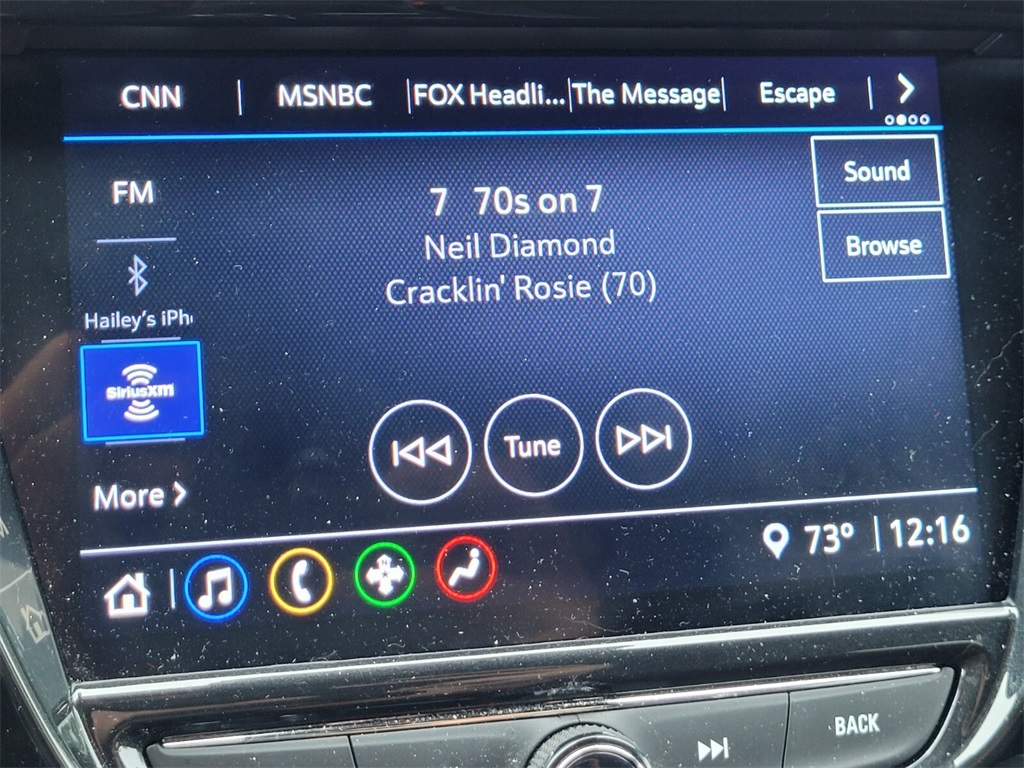 CNN | MSNBC | FOX Headli... | The Message | Escape |
Sound
FM
7 70s on 7
Neil Diamond
Browse
Cracklin' Rosie (70)
Hailey's iPh
SiriusXM
Tune
More
73° | 12:16
BACK